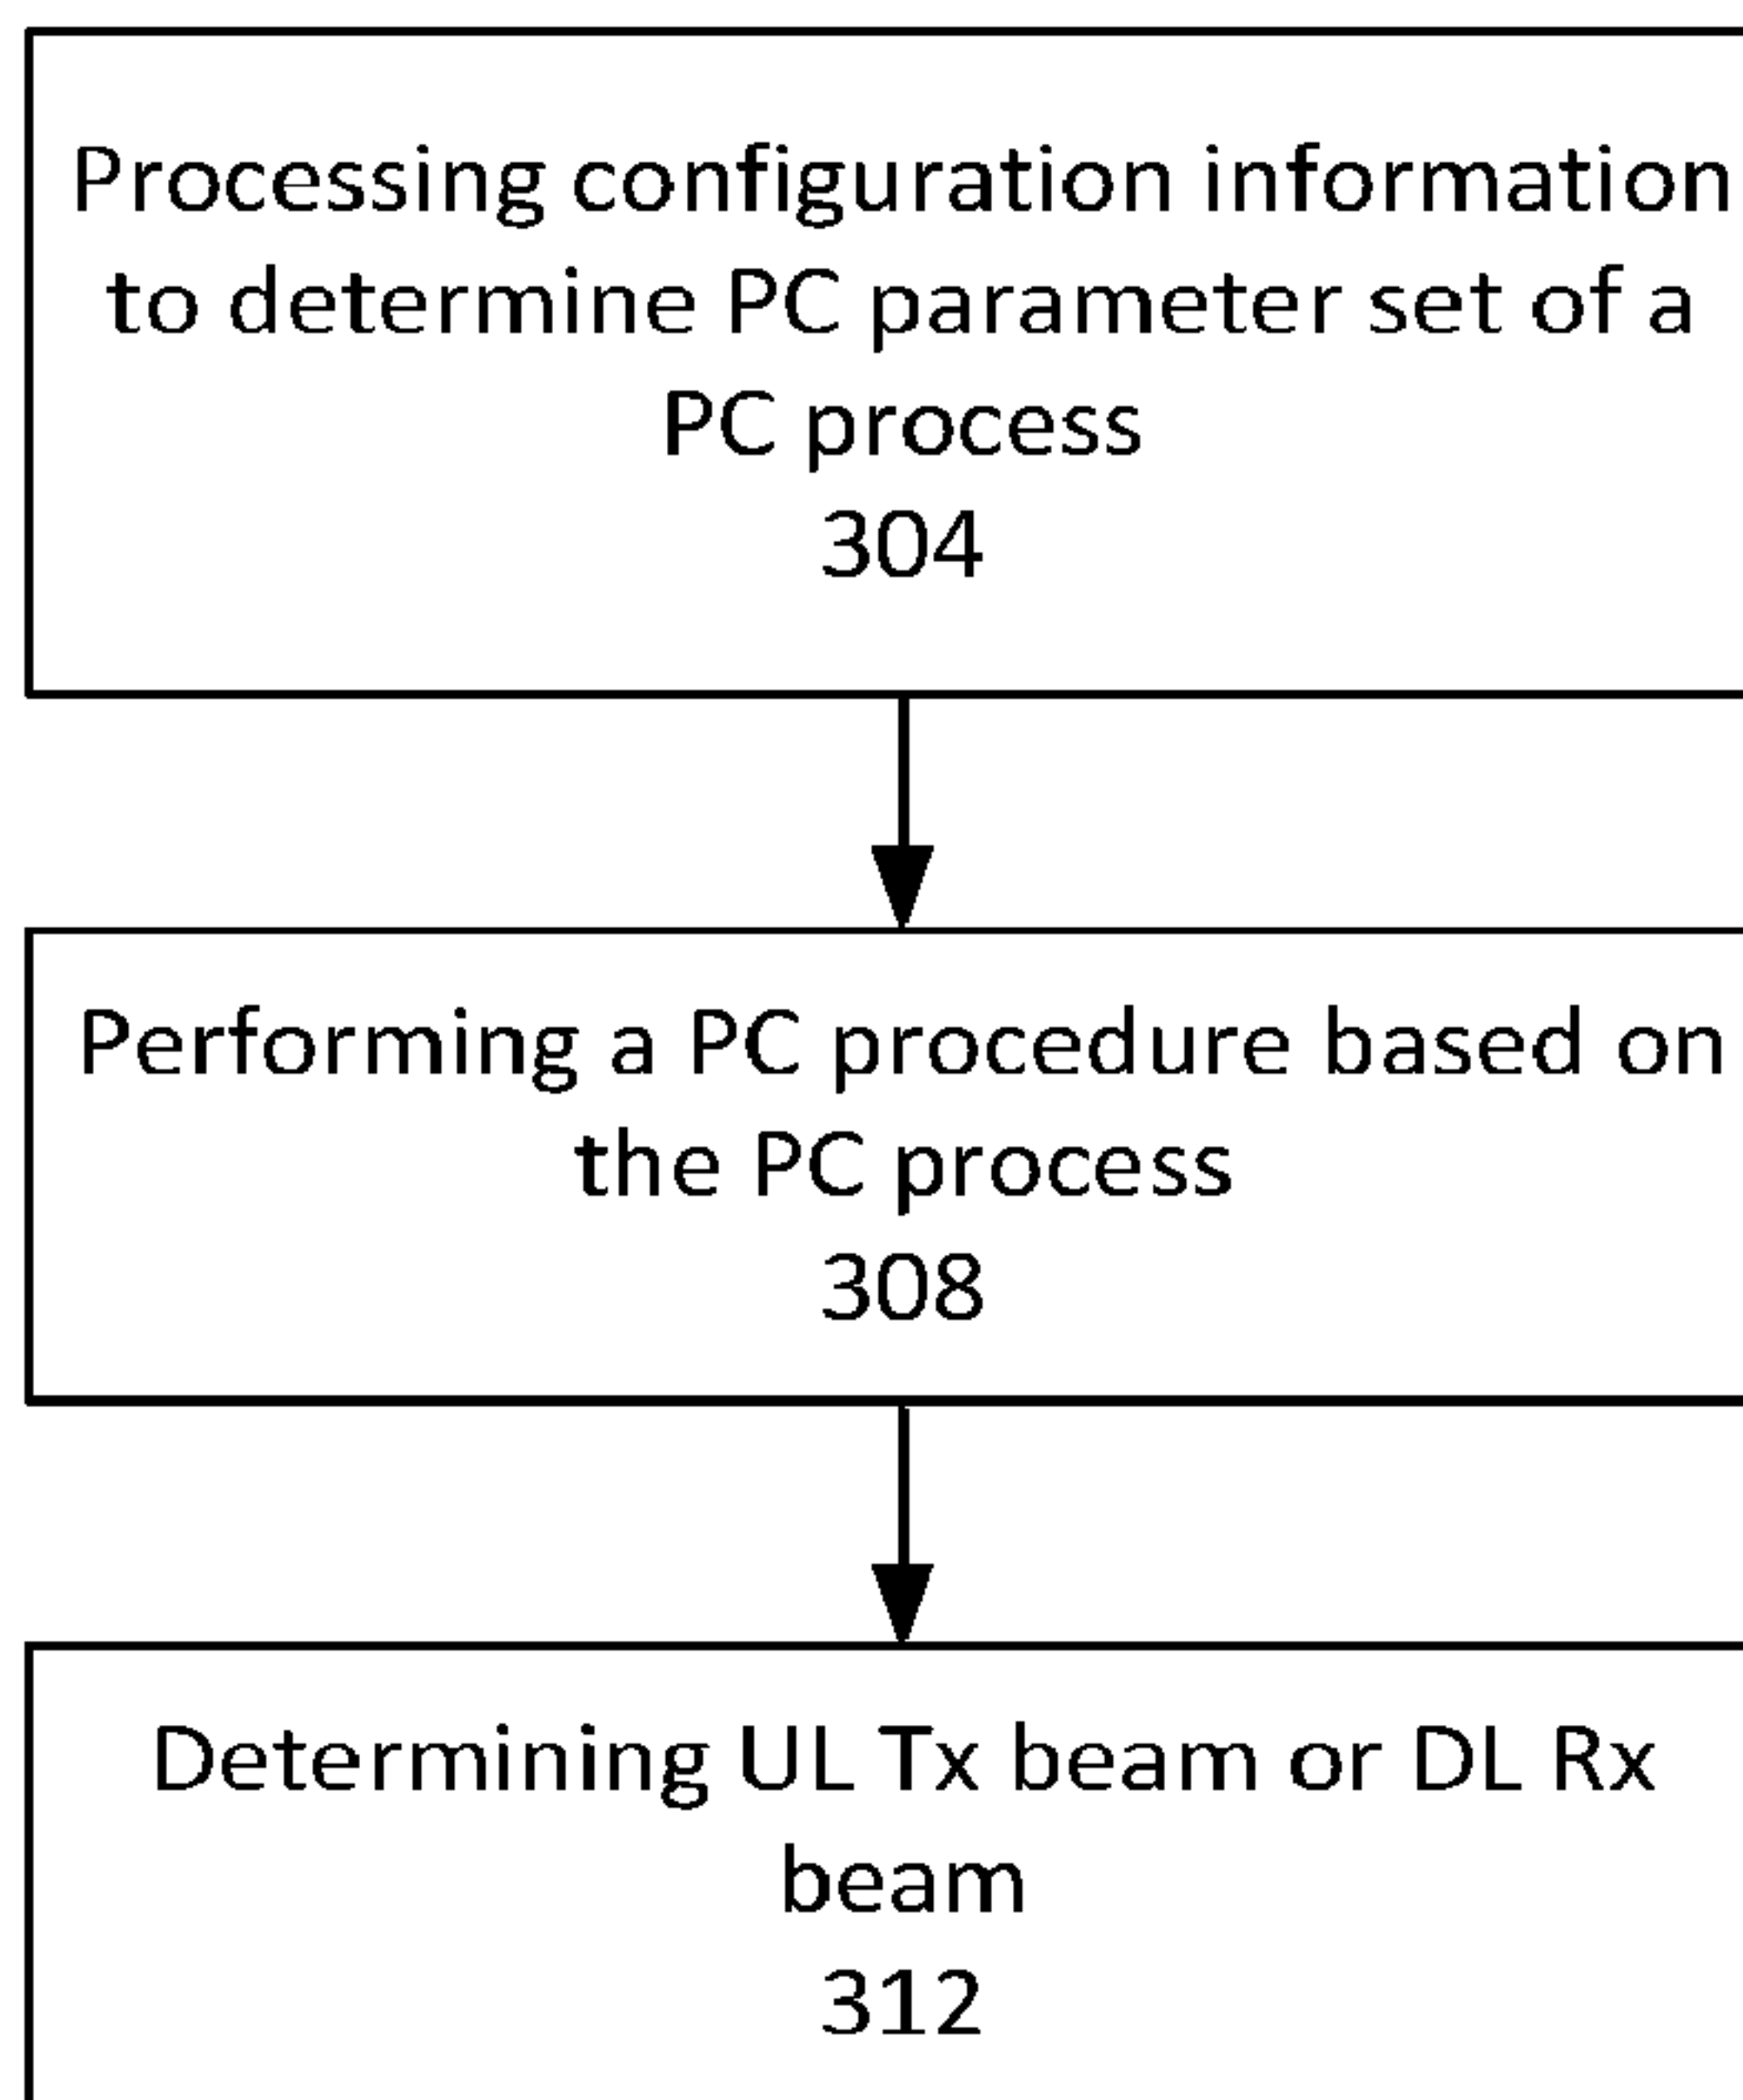 Processing configuration information
to determine PC parameter set of a
PC process
304
Performing a PC procedure based on
the PC process
308
Determining UL Tx beam or DL Rx
beam
312